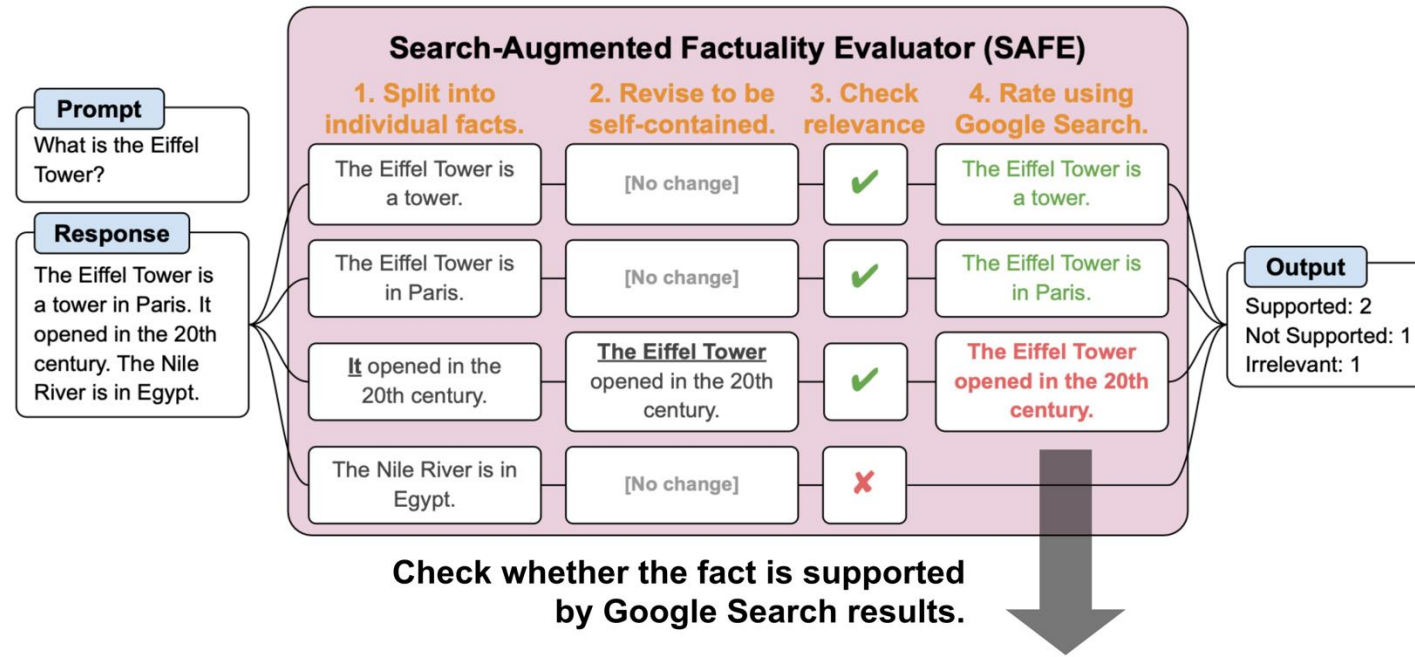 Search-Augmented Factuality Evaluator (SAFE)
Prompt
What is the Eiffel
Tower?
Response
The Eiffel Tower is
a tower in Paris. It
opened in the 20th
century. The Nile
River is in Egypt.
1. Split into
individual facts.
2. Revise to be
self-contained.
3. Check
relevance
4. Rate using
Google Search.
The Eiffel Tower is
a tower.
[No change]
✔
The Eiffel Tower is
a tower.
The Eiffel Tower is
in Paris.
[No change]
✔
The Eiffel Tower is
in Paris.
It opened in the
20th century.
The Eiffel Tower
opened in the 20th
century.
✔
The Eiffel Tower
opened in the 20th
century.
The Nile River is in
Egypt.
[No change]
✘
Output
Supported: 2
Not Supported: 1
Irrelevant: 1
Check whether the fact is supported
by Google Search results.